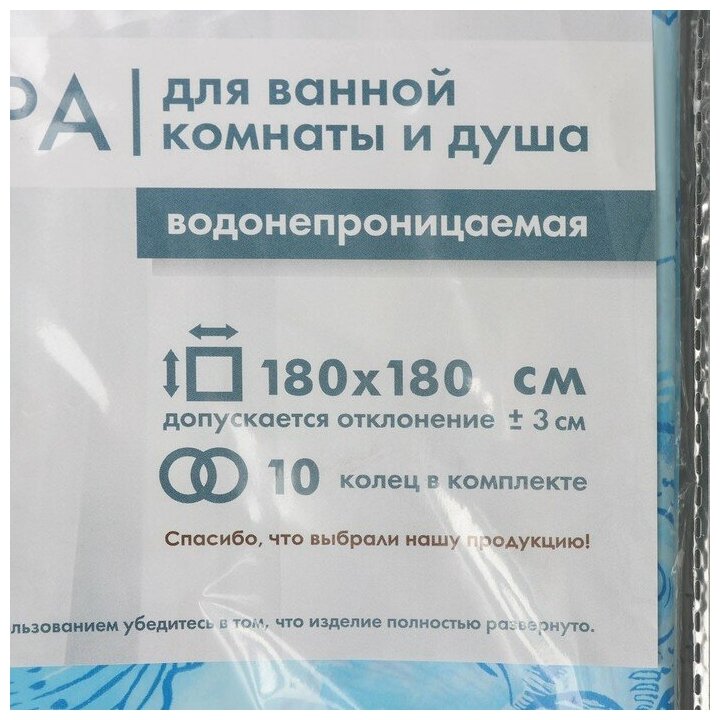 РА
для ванной
комнаты и душа
водонепроницаемая
180х180 см
допускается отклонение ± 3 см
10 колец в комплекте
Спасибо, что выбрали нашу продукцию!
льзованием убедитесь в том, что изделие полностью развернуто.